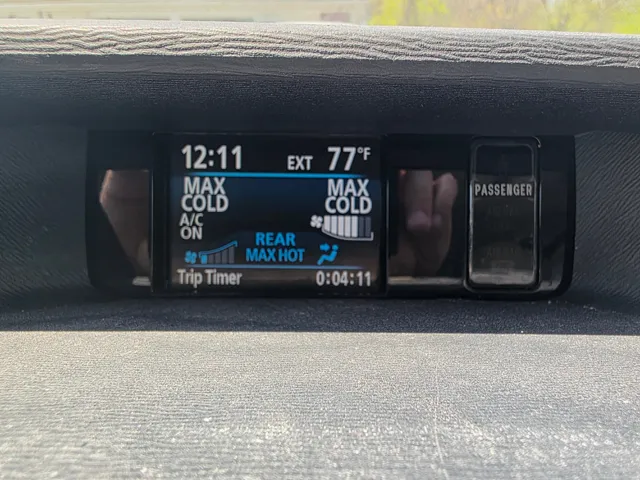 12:11 EXT 77°F
MAX COLD MAX COLD
A/C ON
REAR
MAX HOT
Trip Timer 0:04:11
PASSENGER